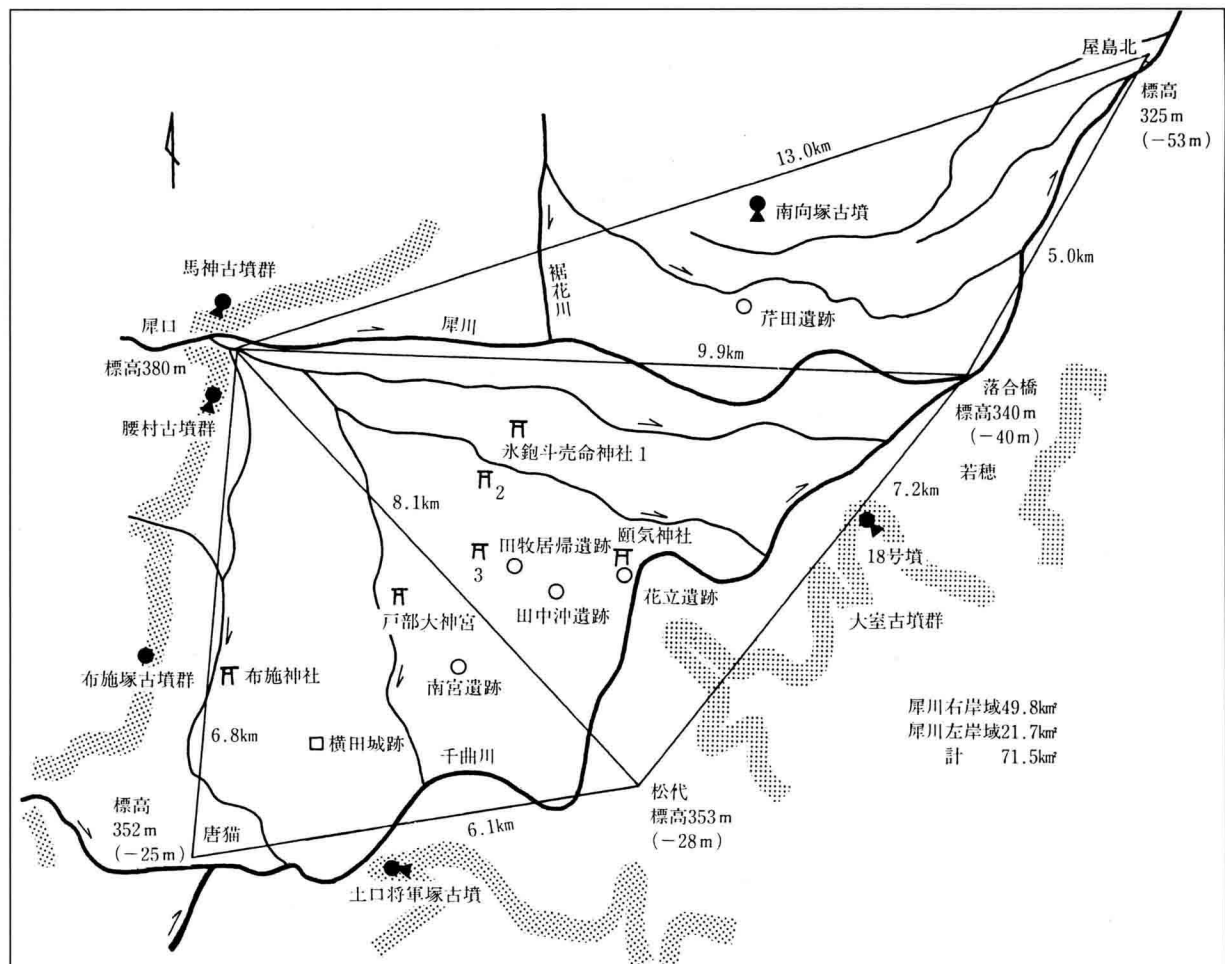 屋島北
標高
325m
(−53m)
13.0km
南向塚古墳
5.0km
馬神古墳群
裾花川
犀口
犀川
芹田遺跡
9.9km
標高380m
落合橋
標高340m
(−40m)
腰村古墳群
氷鉋斗売命神社1
若穂
7.2km
2
8.1km
頤気神社
18号墳
田牧居帰遺跡
3
花立遺跡
田中沖遺跡
戸部大神宮
大室古墳群
布施塚古墳群
布施神社
南宮遺跡
犀川右岸域49.8km²
犀川左岸域21.7km²
計 71.5km²
6.8km
横田城跡
千曲川
松代
標高353m
(−28m)
標高
352m
(−25m)
唐猫
6.1km
土口将軍塚古墳